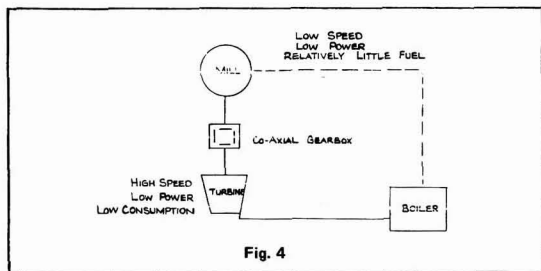 LOW SPEED
LOW POWER
RELATIVELY LITTLE FUEL
MILL
CO-AXIAL GEARBOX
HIGH SPEED
LOW POWER
LOW CONSUMPTION
TURBINE
BOILER
Fig. 4